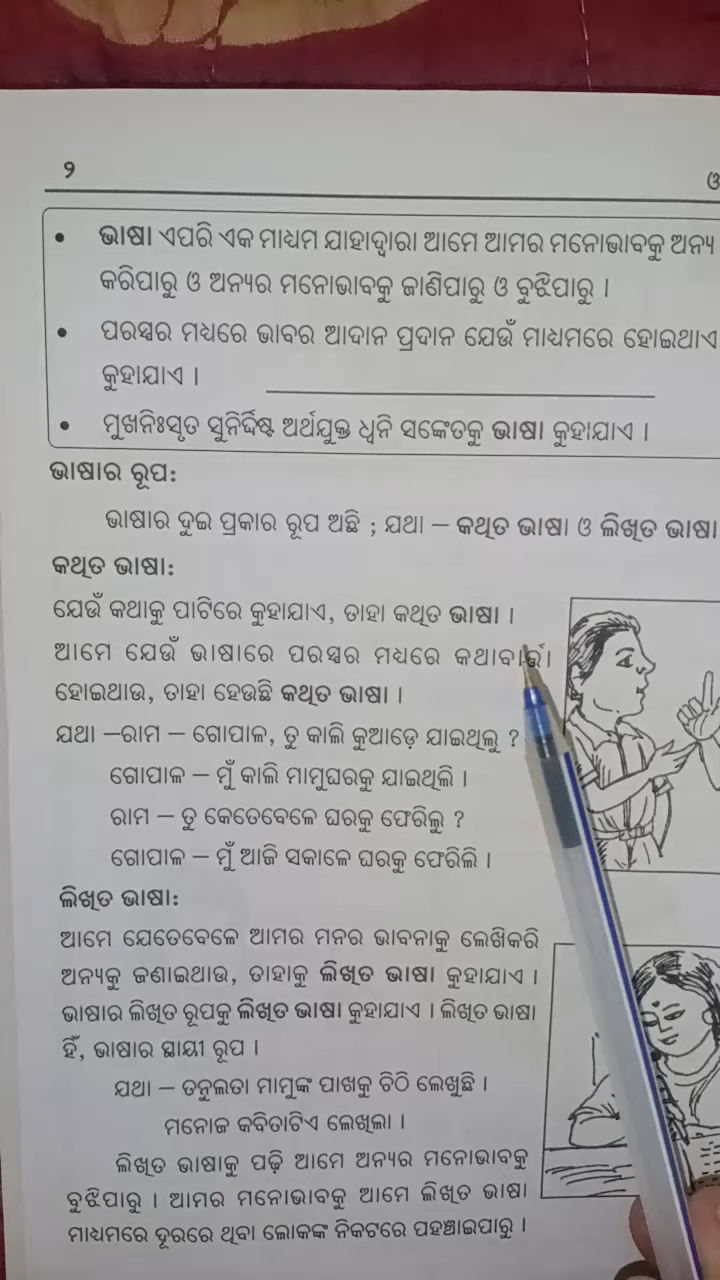 ୨
ଓ
• ଭାଷା ଏପରି ଏକ ମାଧ୍ୟମ ଯାହାଦ୍ୱାରା ଆମେ ଆମର ମନୋଭାବକୁ ଅନ୍ୟ
କରିପାରୁ ଓ ଅନ୍ୟର ମନୋଭାବକୁ ଜାଣିପାରୁ ଓ ବୁଝିପାରୁ ।
• ପରସ୍ପର ମଧ୍ୟରେ ଭାବର ଆଦାନ ପ୍ରଦାନ ଯେଉଁ ମାଧ୍ୟମରେ ହୋଇଥାଏ
କୁହାଯାଏ ।
• ମୁଖନିଃସୃତ ସୁନିର୍ଦ୍ଦିଷ୍ଟ ଅର୍ଥଯୁକ୍ତ ଧ୍ୱନି ସଙ୍କେତକୁ ଭାଷା କୁହାଯାଏ ।
ଭାଷାର ରୂପ:
ଭାଷାର ଦୁଇ ପ୍ରକାର ରୂପ ଅଛି ; ଯଥା – କଥିତ ଭାଷା ଓ ଲିଖିତ ଭାଷା
କଥିତ ଭାଷା:
ଯେଉଁ କଥାକୁ ପାଟିରେ କୁହାଯାଏ, ତାହା କଥିତ ଭାଷା ।
ଆମେ ଯେଉଁ ଭାଷାରେ ପରସ୍ପର ମଧ୍ୟରେ କଥାବାର୍ତ୍ତା
ହୋଇଥାଉ, ତାହା ହେଉଛି କଥିତ ଭାଷା ।
ଯଥା –ରାମ – ଗୋପାଳ, ତୁ କାଲି କୁଆଡ଼େ ଯାଇଥିଲୁ ?
ଗୋପାଳ – ମୁଁ କାଲି ମାମୁଘରକୁ ଯାଇଥିଲି ।
ରାମ – ତୁ କେତେବେଳେ ଘରକୁ ଫେରିଲୁ ?
ଗୋପାଳ – ମୁଁ ଆଜି ସକାଳେ ଘରକୁ ଫେରିଲି ।
ଲିଖିତ ଭାଷା:
ଆମେ ଯେତେବେଳେ ଆମର ମନର ଭାବନାକୁ ଲେଖିକରି
ଅନ୍ୟକୁ ଜଣାଇଥାଉ, ତାହାକୁ ଲିଖିତ ଭାଷା କୁହାଯାଏ ।
ଭାଷାର ଲିଖିତ ରୂପକୁ ଲିଖିତ ଭାଷା କୁହାଯାଏ । ଲିଖିତ ଭାଷା
ହିଁ, ଭାଷାର ସ୍ଥାୟୀ ରୂପ ।
ଯଥା – ତନୁଲତା ମାମୁଙ୍କ ପାଖକୁ ଚିଠି ଲେଖୁଛି ।
ମନୋଜ କବିତାଟିଏ ଲେଖିଲା ।
ଲିଖିତ ଭାଷାକୁ ପଢ଼ି ଆମେ ଅନ୍ୟର ମନୋଭାବକୁ
ବୁଝିପାରୁ । ଆମର ମନୋଭାବକୁ ଆମେ ଲିଖିତ ଭାଷା
ମାଧ୍ୟମରେ ଦୂରରେ ଥିବା ଲୋକଙ୍କ ନିକଟରେ ପହଞ୍ଚାଇପାରୁ ।